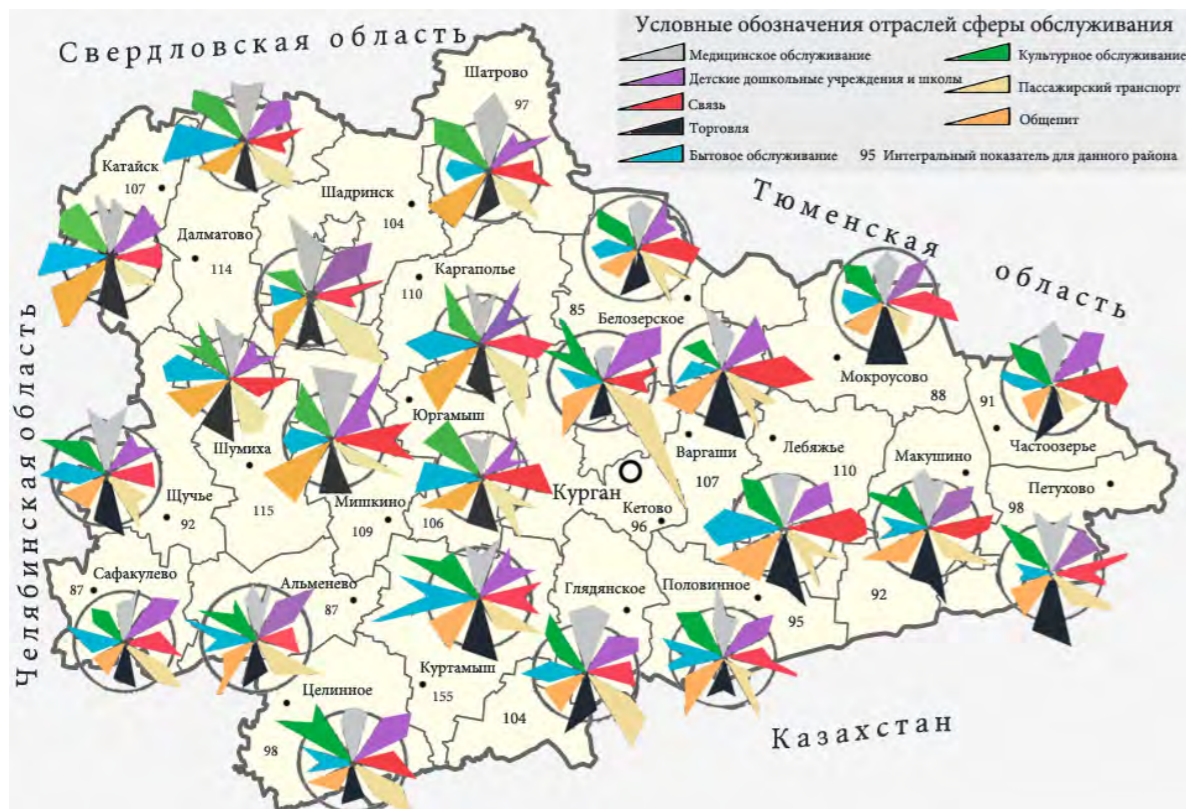 Свердловская область
Условные обозначения отраслей сферы обслуживания
Медицинское обслуживание
Детские дошкольные учреждения и школы
Связь
Торговля
Бытовое обслуживание
Культурное обслуживание
Пассажирский транспорт
Общепит
95 Интегральный показатель для данного района
Шатрово
97
Катайск
107
Шадринск
104
Далматово
114
Каргаполье
110
Тюменская область
85
Белозерское
Мокроусово
88
91
Частоозерье
Челябинская область
Юргамыш
106
Шумиха
115
Мишкино
109
Щучье
92
Курган
Кетово
96
Варгаши
107
Лебяжье
110
Макушино
92
Петухово
98
Сафакулево
87
Альменево
87
Глядянское
104
Половинное
95
Куртамыш
155
Целинное
98
Казахстан